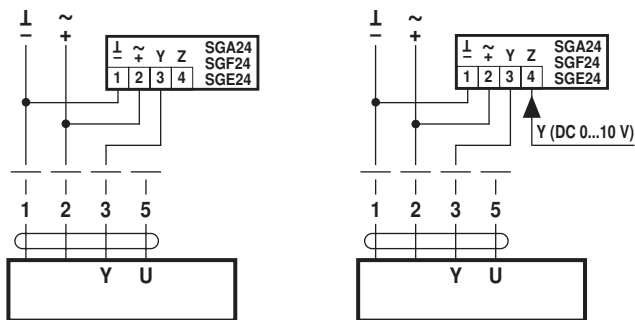 ⊥ ~
– +
⊥ ~ Y Z SGA24
– + SGF24
1 2 3 4 SGE24
1 2 3 5
Y U
⊥ ~
– +
⊥ ~ Y Z SGA24
– + SGF24
1 2 3 4 SGE24
Y (DC 0...10 V)
1 2 3 5
Y U